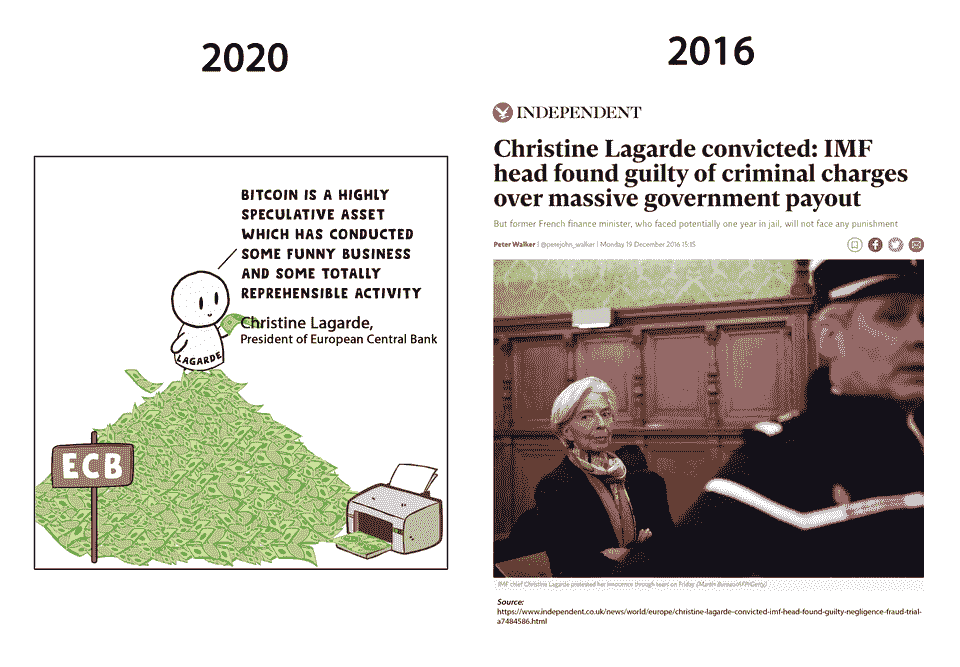 2020
BITCOIN IS A HIGHLY
SPECULATIVE ASSET
WHICH HAS CONDUCTED
SOME FUNNY BUSINESS
AND SOME TOTALLY
REPREHENSIBLE ACTIVITY
Christine Lagarde,
President of European Central Bank
LAGARDE
ECB
2016
INDEPENDENT
Christine Lagarde convicted: IMF
head found guilty of criminal charges
over massive government payout
But former French finance minister, who faced potentially one year in jail, will not face any punishment
Peter Walker | @petejohn_walker | Monday 19 December 2016 15:15
IMF chief Christine Lagarde protested her innocence through tears on Friday (Martin Bureau/AFP/Getty)
Source:
https://www.independent.co.uk/news/world/europe/christine-lagarde-convicted-imf-head-found-guilty-negligence-fraud-trial-
a7484586.html